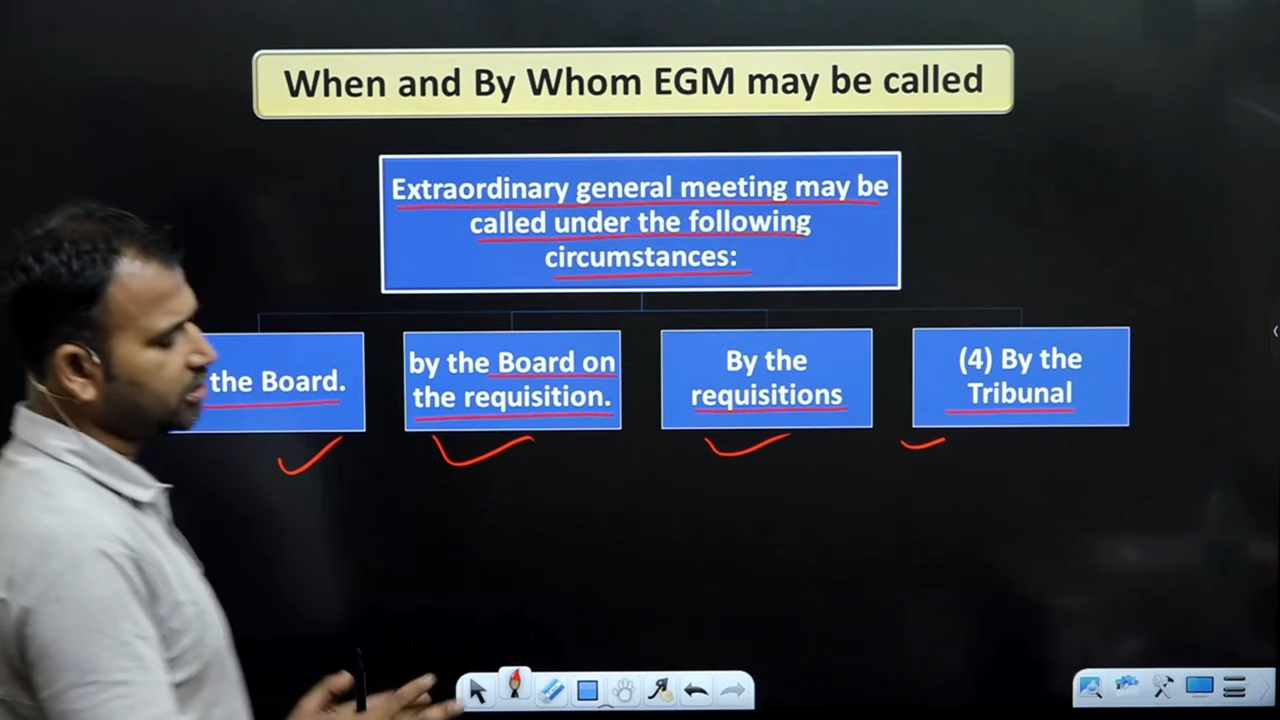 When and By Whom EGM may be called
Extraordinary general meeting may be
called under the following
circumstances:
the Board.
by the Board on
the requisition.
By the
requisitions
(4) By the
Tribunal